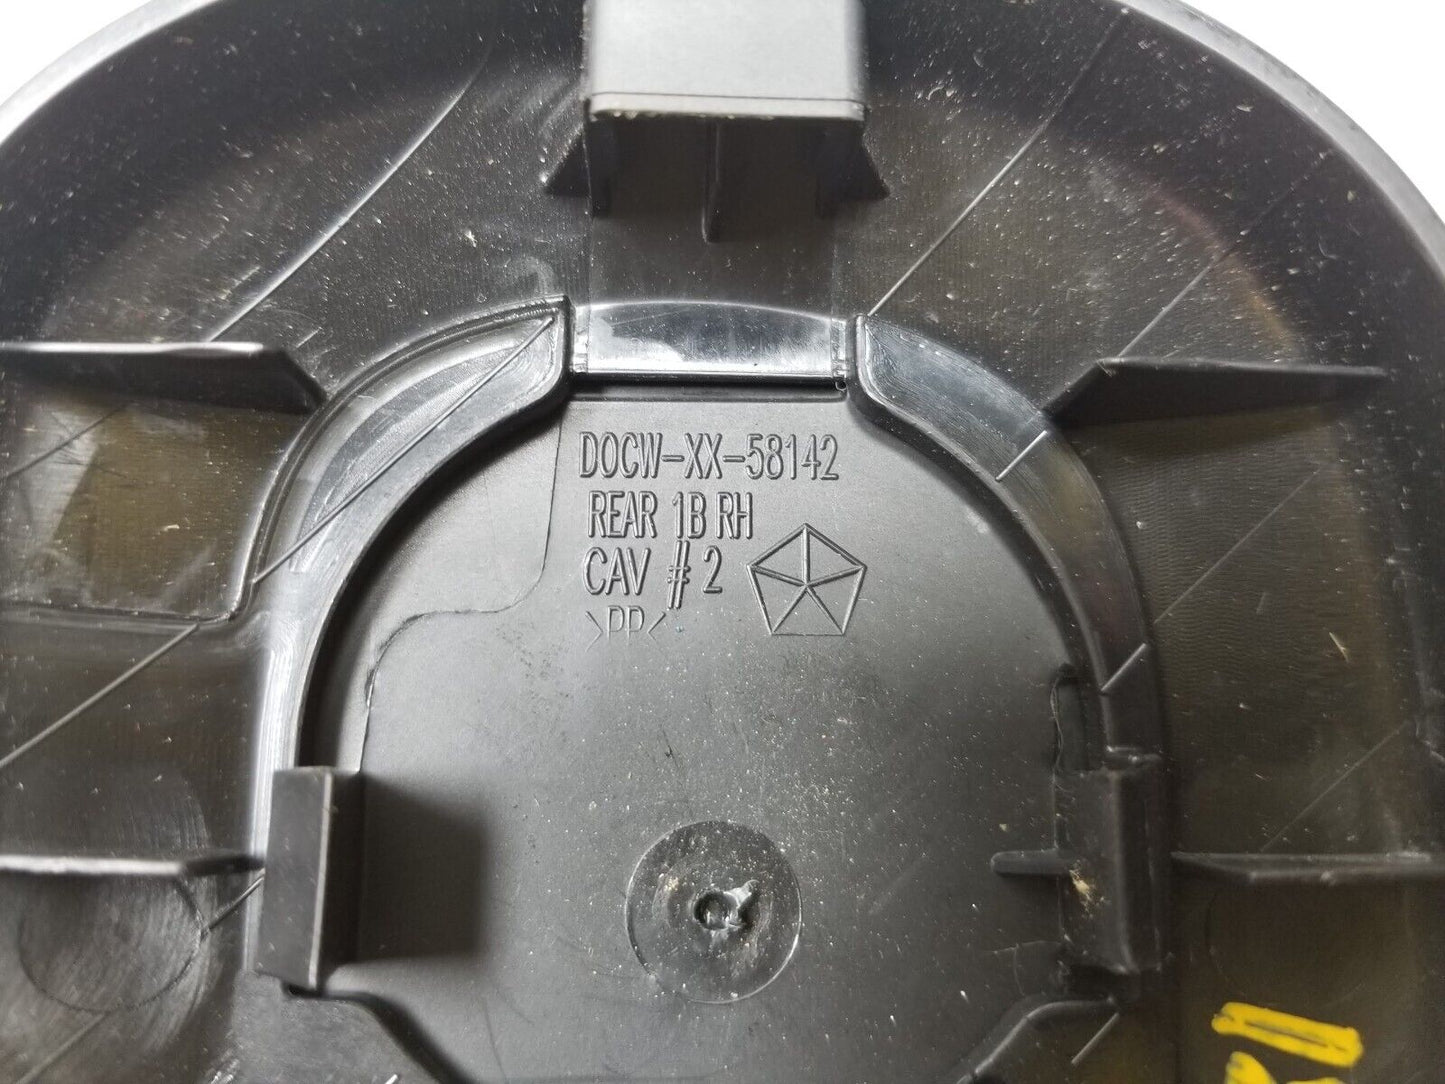 DOCW-XX-58142
REAR 1B RH
CAV # 2
>PP<